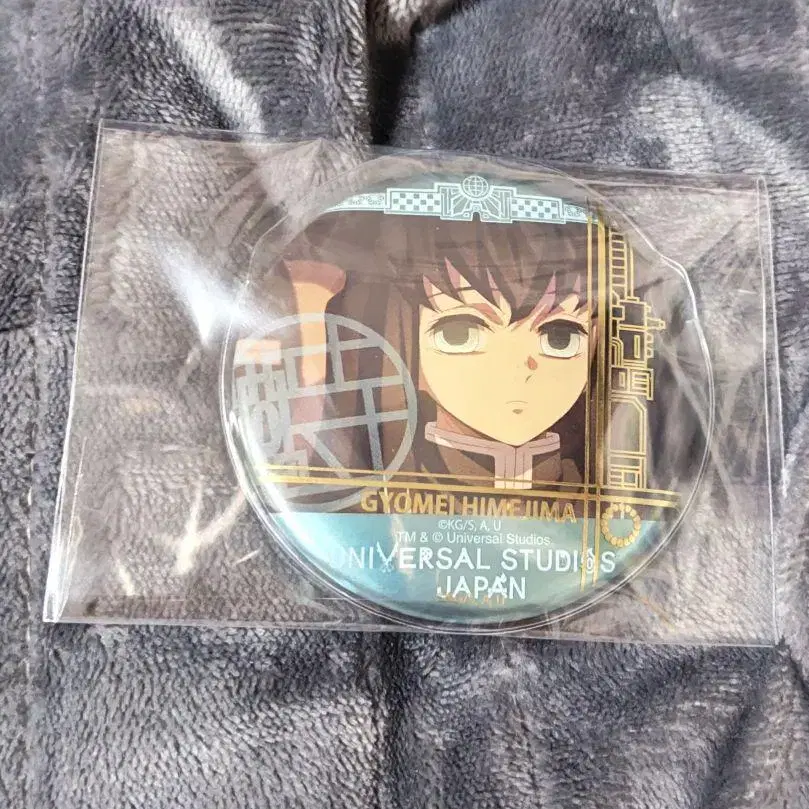 GYOMEI HIMEJIMA
©KG/S, A, U
TM & © Universal Studios
UNIVERSAL STUDIOS
JAPAN